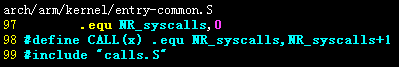 arch/arm/kernel/entry-common.S
97         .equ NR_syscalls,0
98 #define CALL(x) .equ NR_syscalls,NR_syscalls+1
99 #include "calls.S"